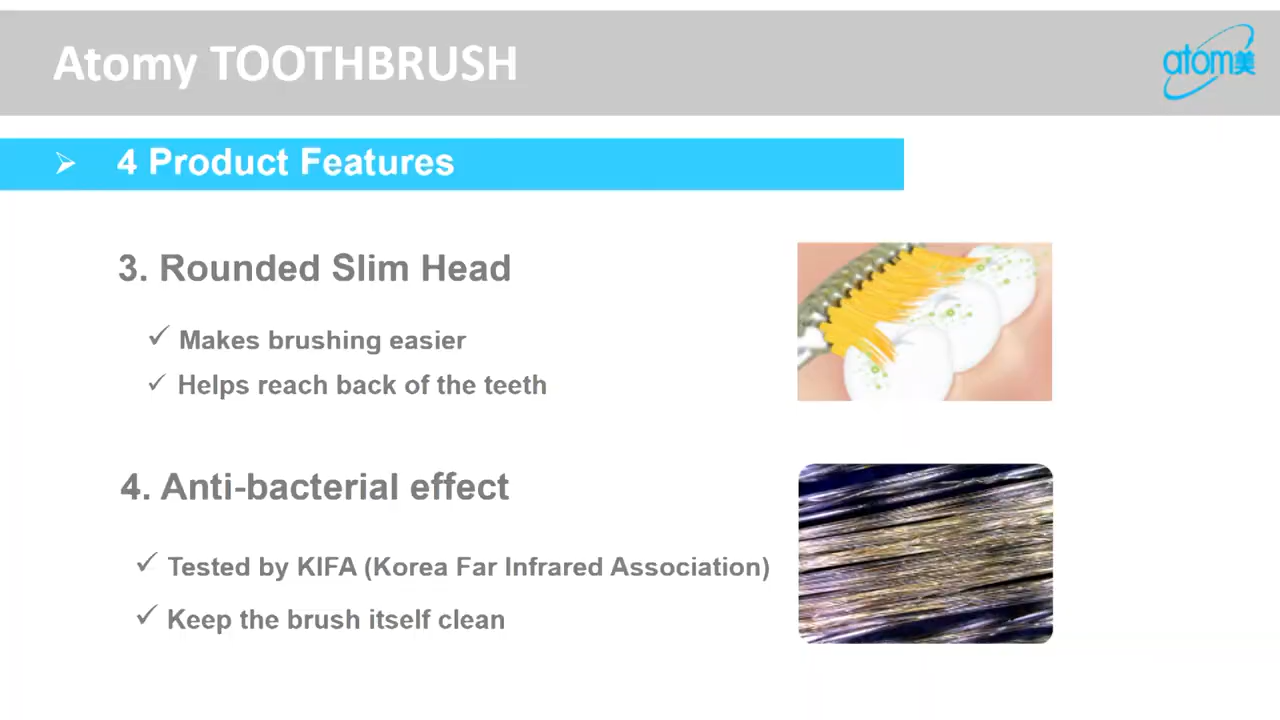 Atomy TOOTHBRUSH
atom美
4 Product Features
3. Rounded Slim Head
Makes brushing easier
Helps reach back of the teeth
4. Anti-bacterial effect
Tested by KIFA (Korea Far Infrared Association)
Keep the brush itself clean